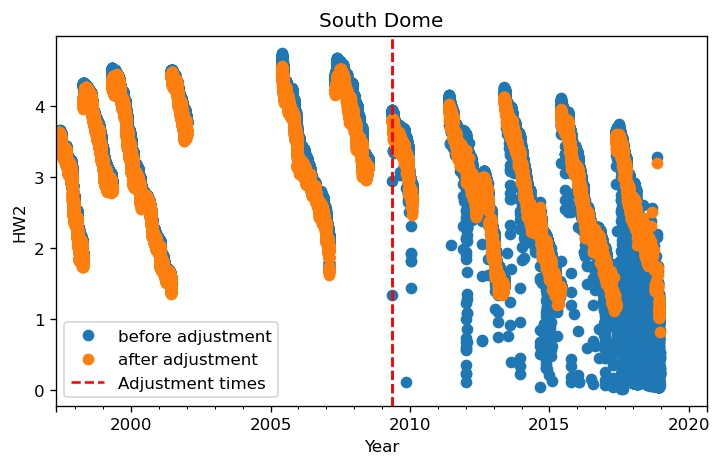 South Dome
HW2
4
3
2
1
0
before adjustment
after adjustment
Adjustment times
2000 2005 2010 2015 2020
Year